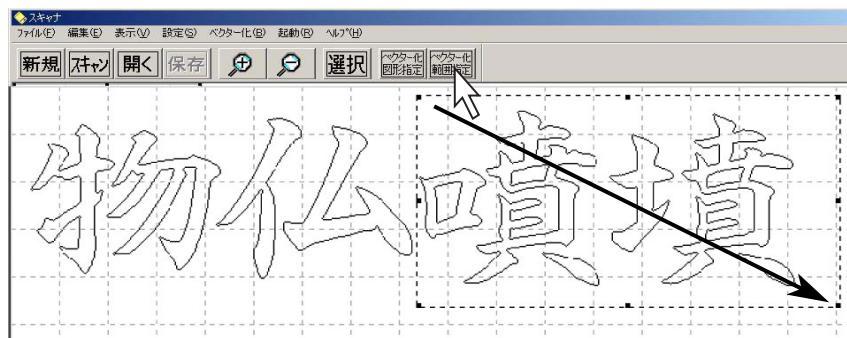 スキャナ
ファイル(F) 編集(E) 表示(V) 設定(S) ベクター化(B) 起動(R) ヘルプ(H)
新規 スキャン 開く 保存 選択 ベクター化図形指定 ベクター化範囲指定
物仏噴墳